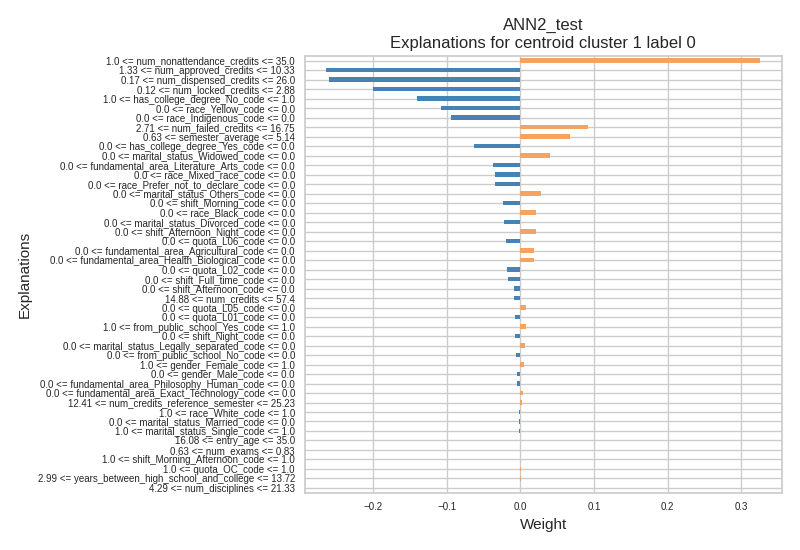 ANN2_test
Explanations for centroid cluster 1 label 0
1.0 <= num_nonattendance_credits <= 35.0
1.33 <= num_approved_credits <= 10.33
0.17 <= num_dispensed_credits <= 26.0
0.12 <= num_locked_credits <= 2.88
1.0 <= has_college_degree_No_code <= 1.0
0.0 <= race_Yellow_code <= 0.0
0.0 <= race_Indigenous_code <= 0.0
2.71 <= num_failed_credits <= 16.75
0.63 <= semester_average <= 5.14
0.0 <= has_college_degree_Yes_code <= 0.0
0.0 <= marital_status_Widowed_code <= 0.0
0.0 <= fundamental_area_Literature_Arts_code <= 0.0
0.0 <= race_Mixed_race_code <= 0.0
0.0 <= race_Prefer_not_to_declare_code <= 0.0
0.0 <= marital_status_Others_code <= 0.0
0.0 <= shift_Morning_code <= 0.0
0.0 <= race_Black_code <= 0.0
0.0 <= marital_status_Divorced_code <= 0.0
0.0 <= shift_Afternoon_Night_code <= 0.0
0.0 <= quota_L06_code <= 0.0
0.0 <= fundamental_area_Agricultural_code <= 0.0
0.0 <= fundamental_area_Health_Biological_code <= 0.0
0.0 <= quota_L02_code <= 0.0
0.0 <= shift_Full_time_code <= 0.0
0.0 <= shift_Afternoon_code <= 0.0
14.88 <= num_credits <= 57.4
0.0 <= quota_L05_code <= 0.0
0.0 <= quota_L01_code <= 0.0
1.0 <= from_public_school_Yes_code <= 1.0
0.0 <= shift_Night_code <= 0.0
0.0 <= marital_status_Legally_separated_code <= 0.0
0.0 <= from_public_school_No_code <= 0.0
1.0 <= gender_Female_code <= 1.0
0.0 <= gender_Male_code <= 0.0
0.0 <= fundamental_area_Philosophy_Human_code <= 0.0
0.0 <= fundamental_area_Exact_Technology_code <= 0.0
12.41 <= num_credits_reference_semester <= 25.23
1.0 <= race_White_code <= 1.0
0.0 <= marital_status_Married_code <= 0.0
1.0 <= marital_status_Single_code <= 1.0
16.08 <= entry_age <= 35.0
0.63 <= num_exams <= 0.83
1.0 <= shift_Morning_Afternoon_code <= 1.0
1.0 <= quota_OC_code <= 1.0
2.99 <= years_between_high_school_and_college <= 13.72
4.29 <= num_disciplines <= 21.33
Explanations
−0.2 −0.1 0.0 0.1 0.2 0.3
Weight